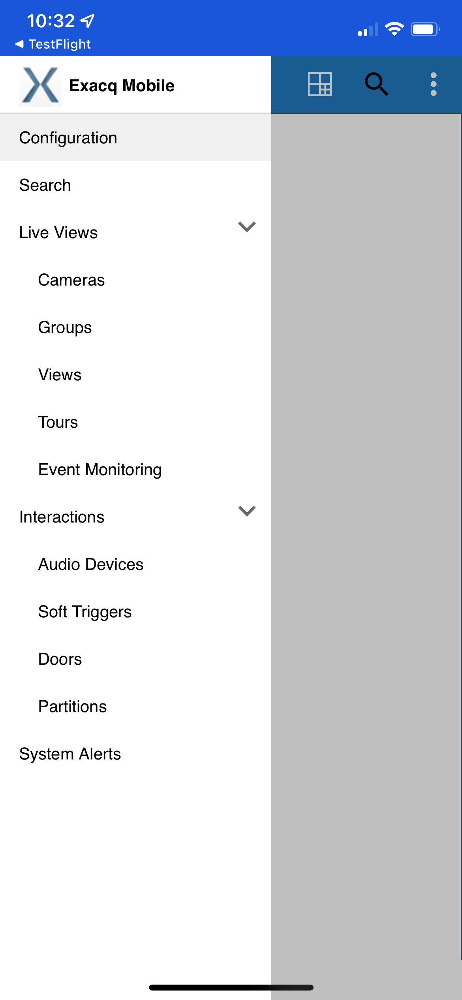 10:32
TestFlight
Exacq Mobile
Configuration
Search
Live Views
Cameras
Groups
Views
Tours
Event Monitoring
Interactions
Audio Devices
Soft Triggers
Doors
Partitions
System Alerts